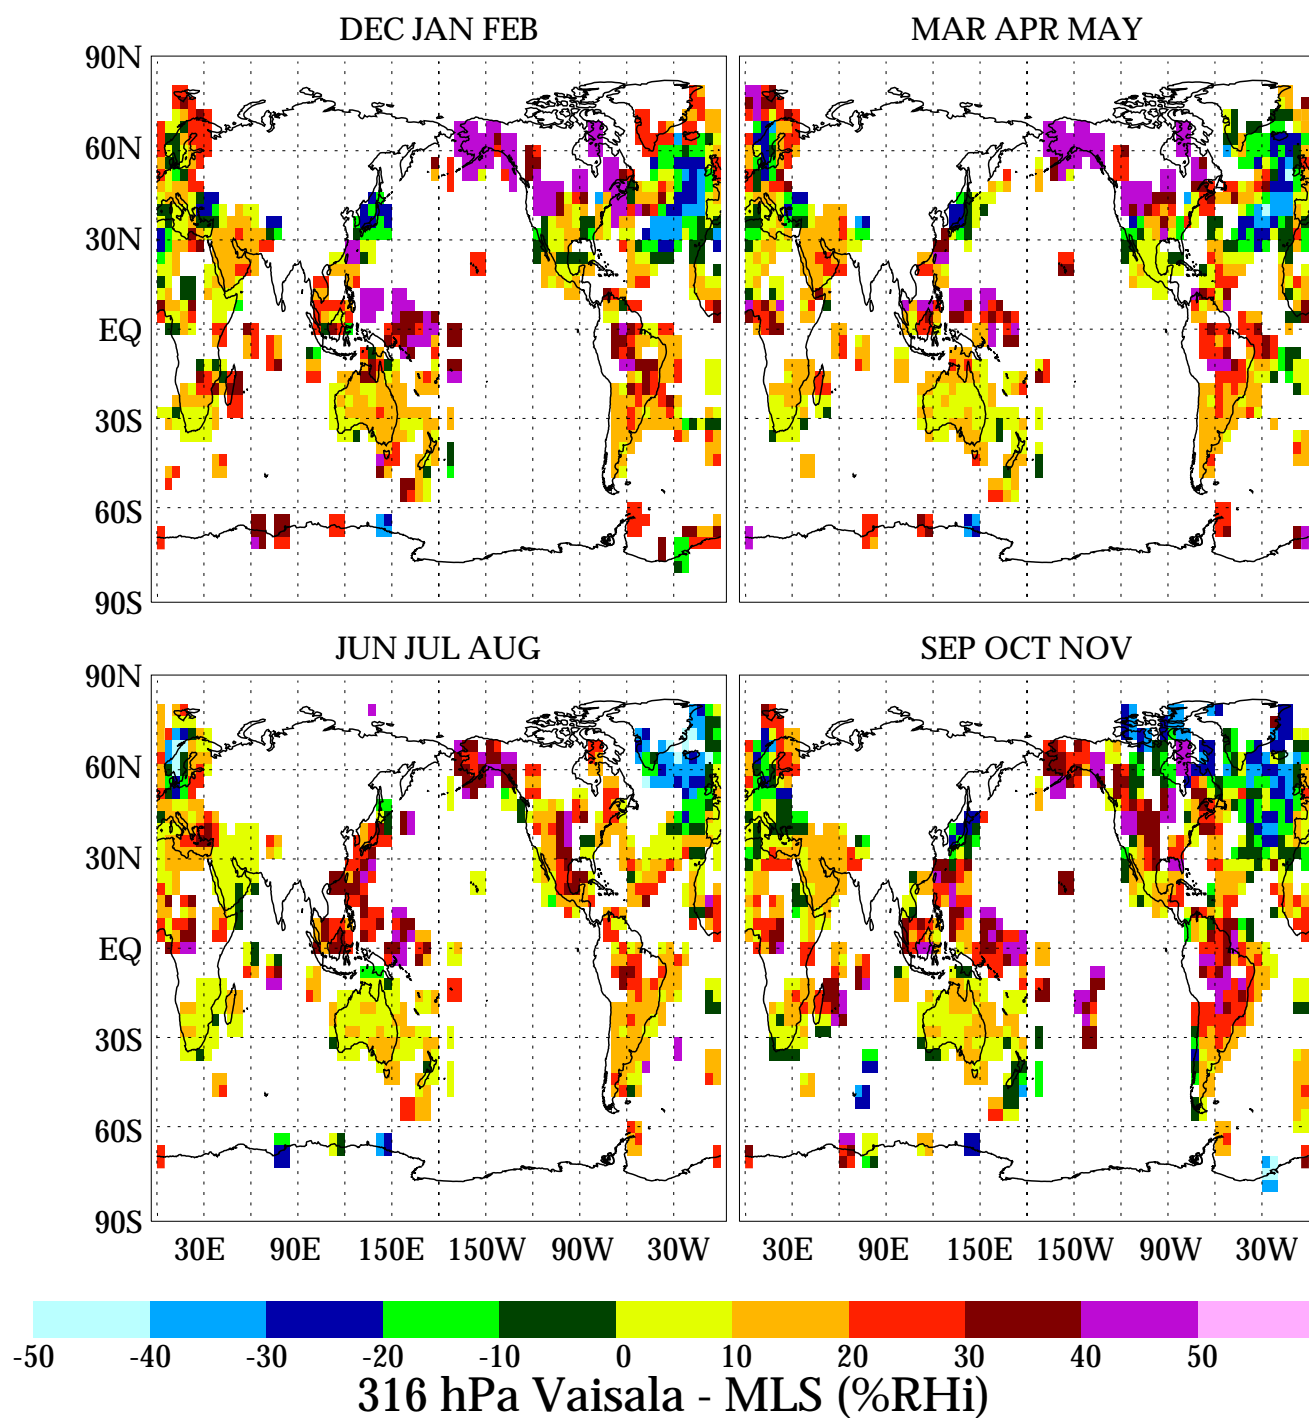 DEC JAN FEB
MAR APR MAY
90N
60N
30N
EQ
30S
60S
90S
JUN JUL AUG
SEP OCT NOV
90N
60N
30N
EQ
30S
60S
90S
30E 90E 150E 150W 90W 30W
30E 90E 150E 150W 90W 30W
-50 -40 -30 -20 -10 0 10 20 30 40 50
316 hPa Vaisala - MLS (%RHi)